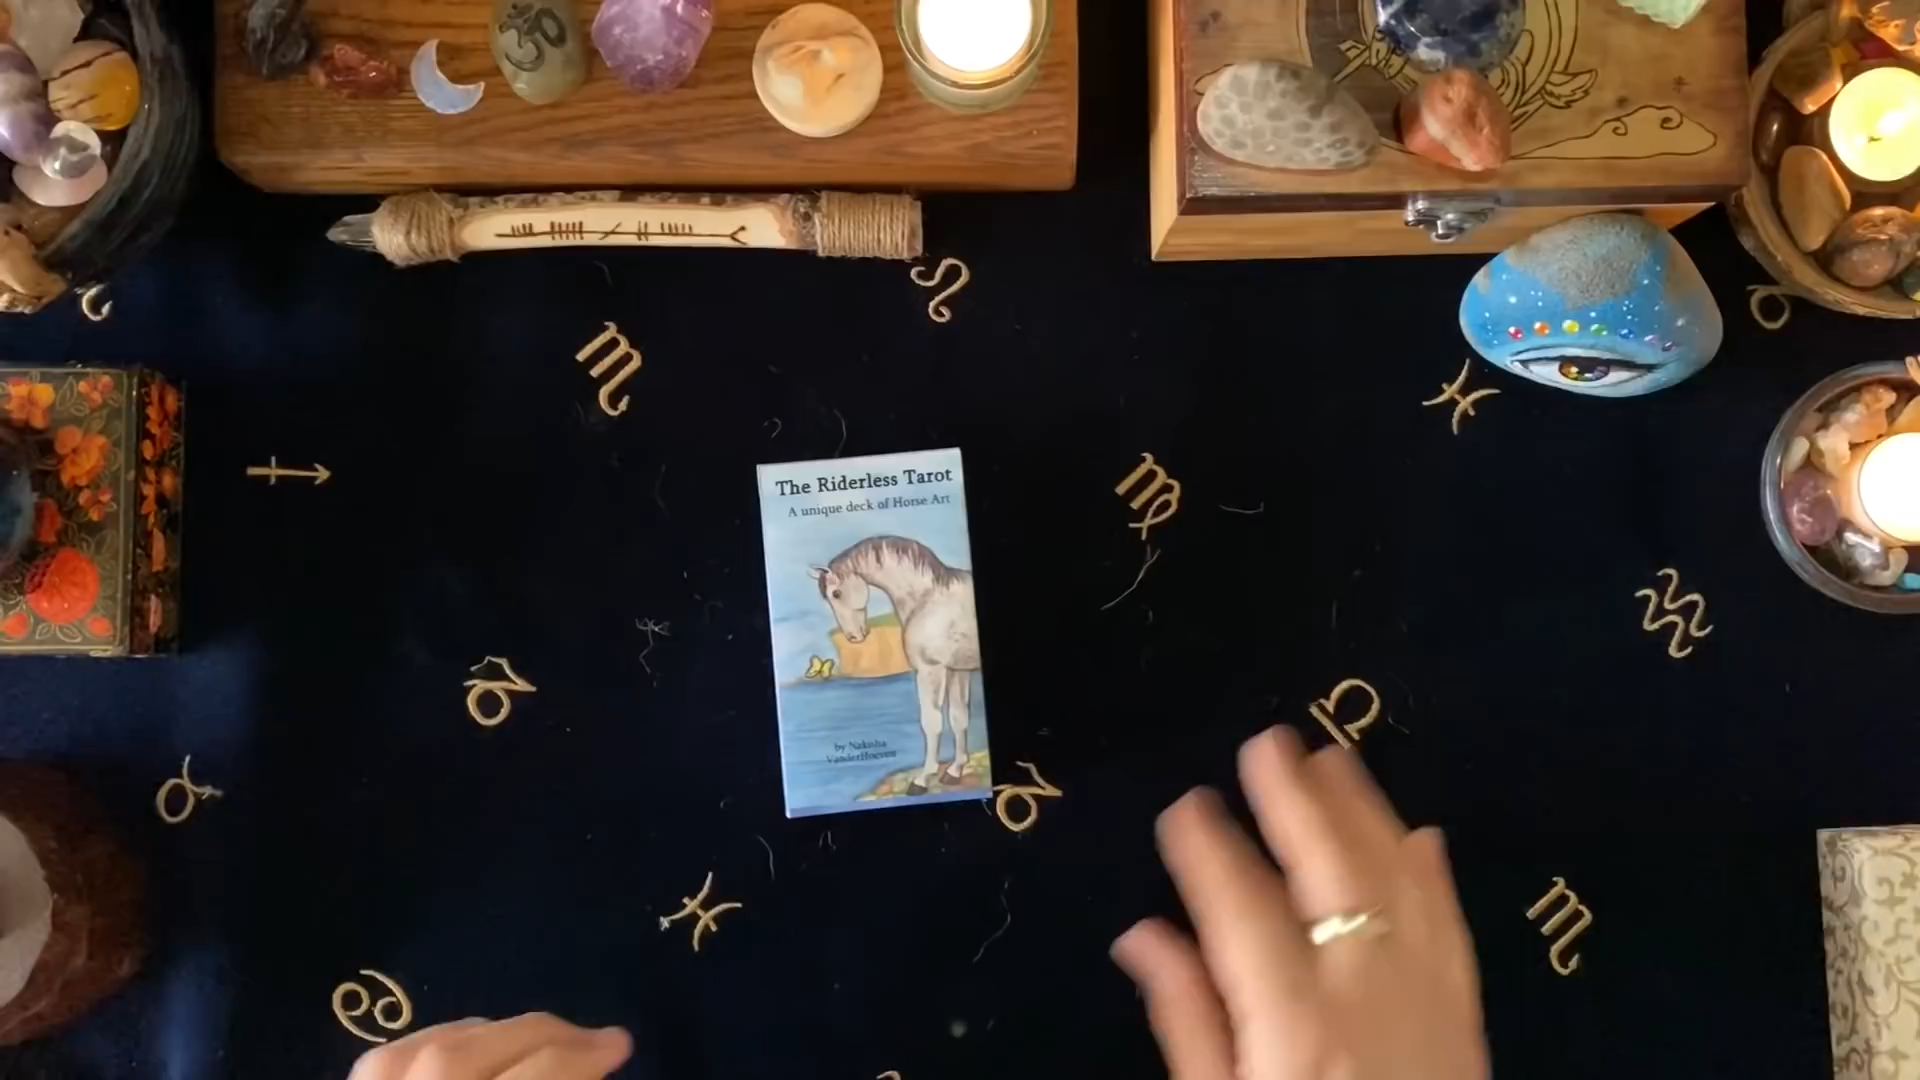 The Riderless Tarot
A unique deck of Horse Art
by Nakisha
VanderHoeven